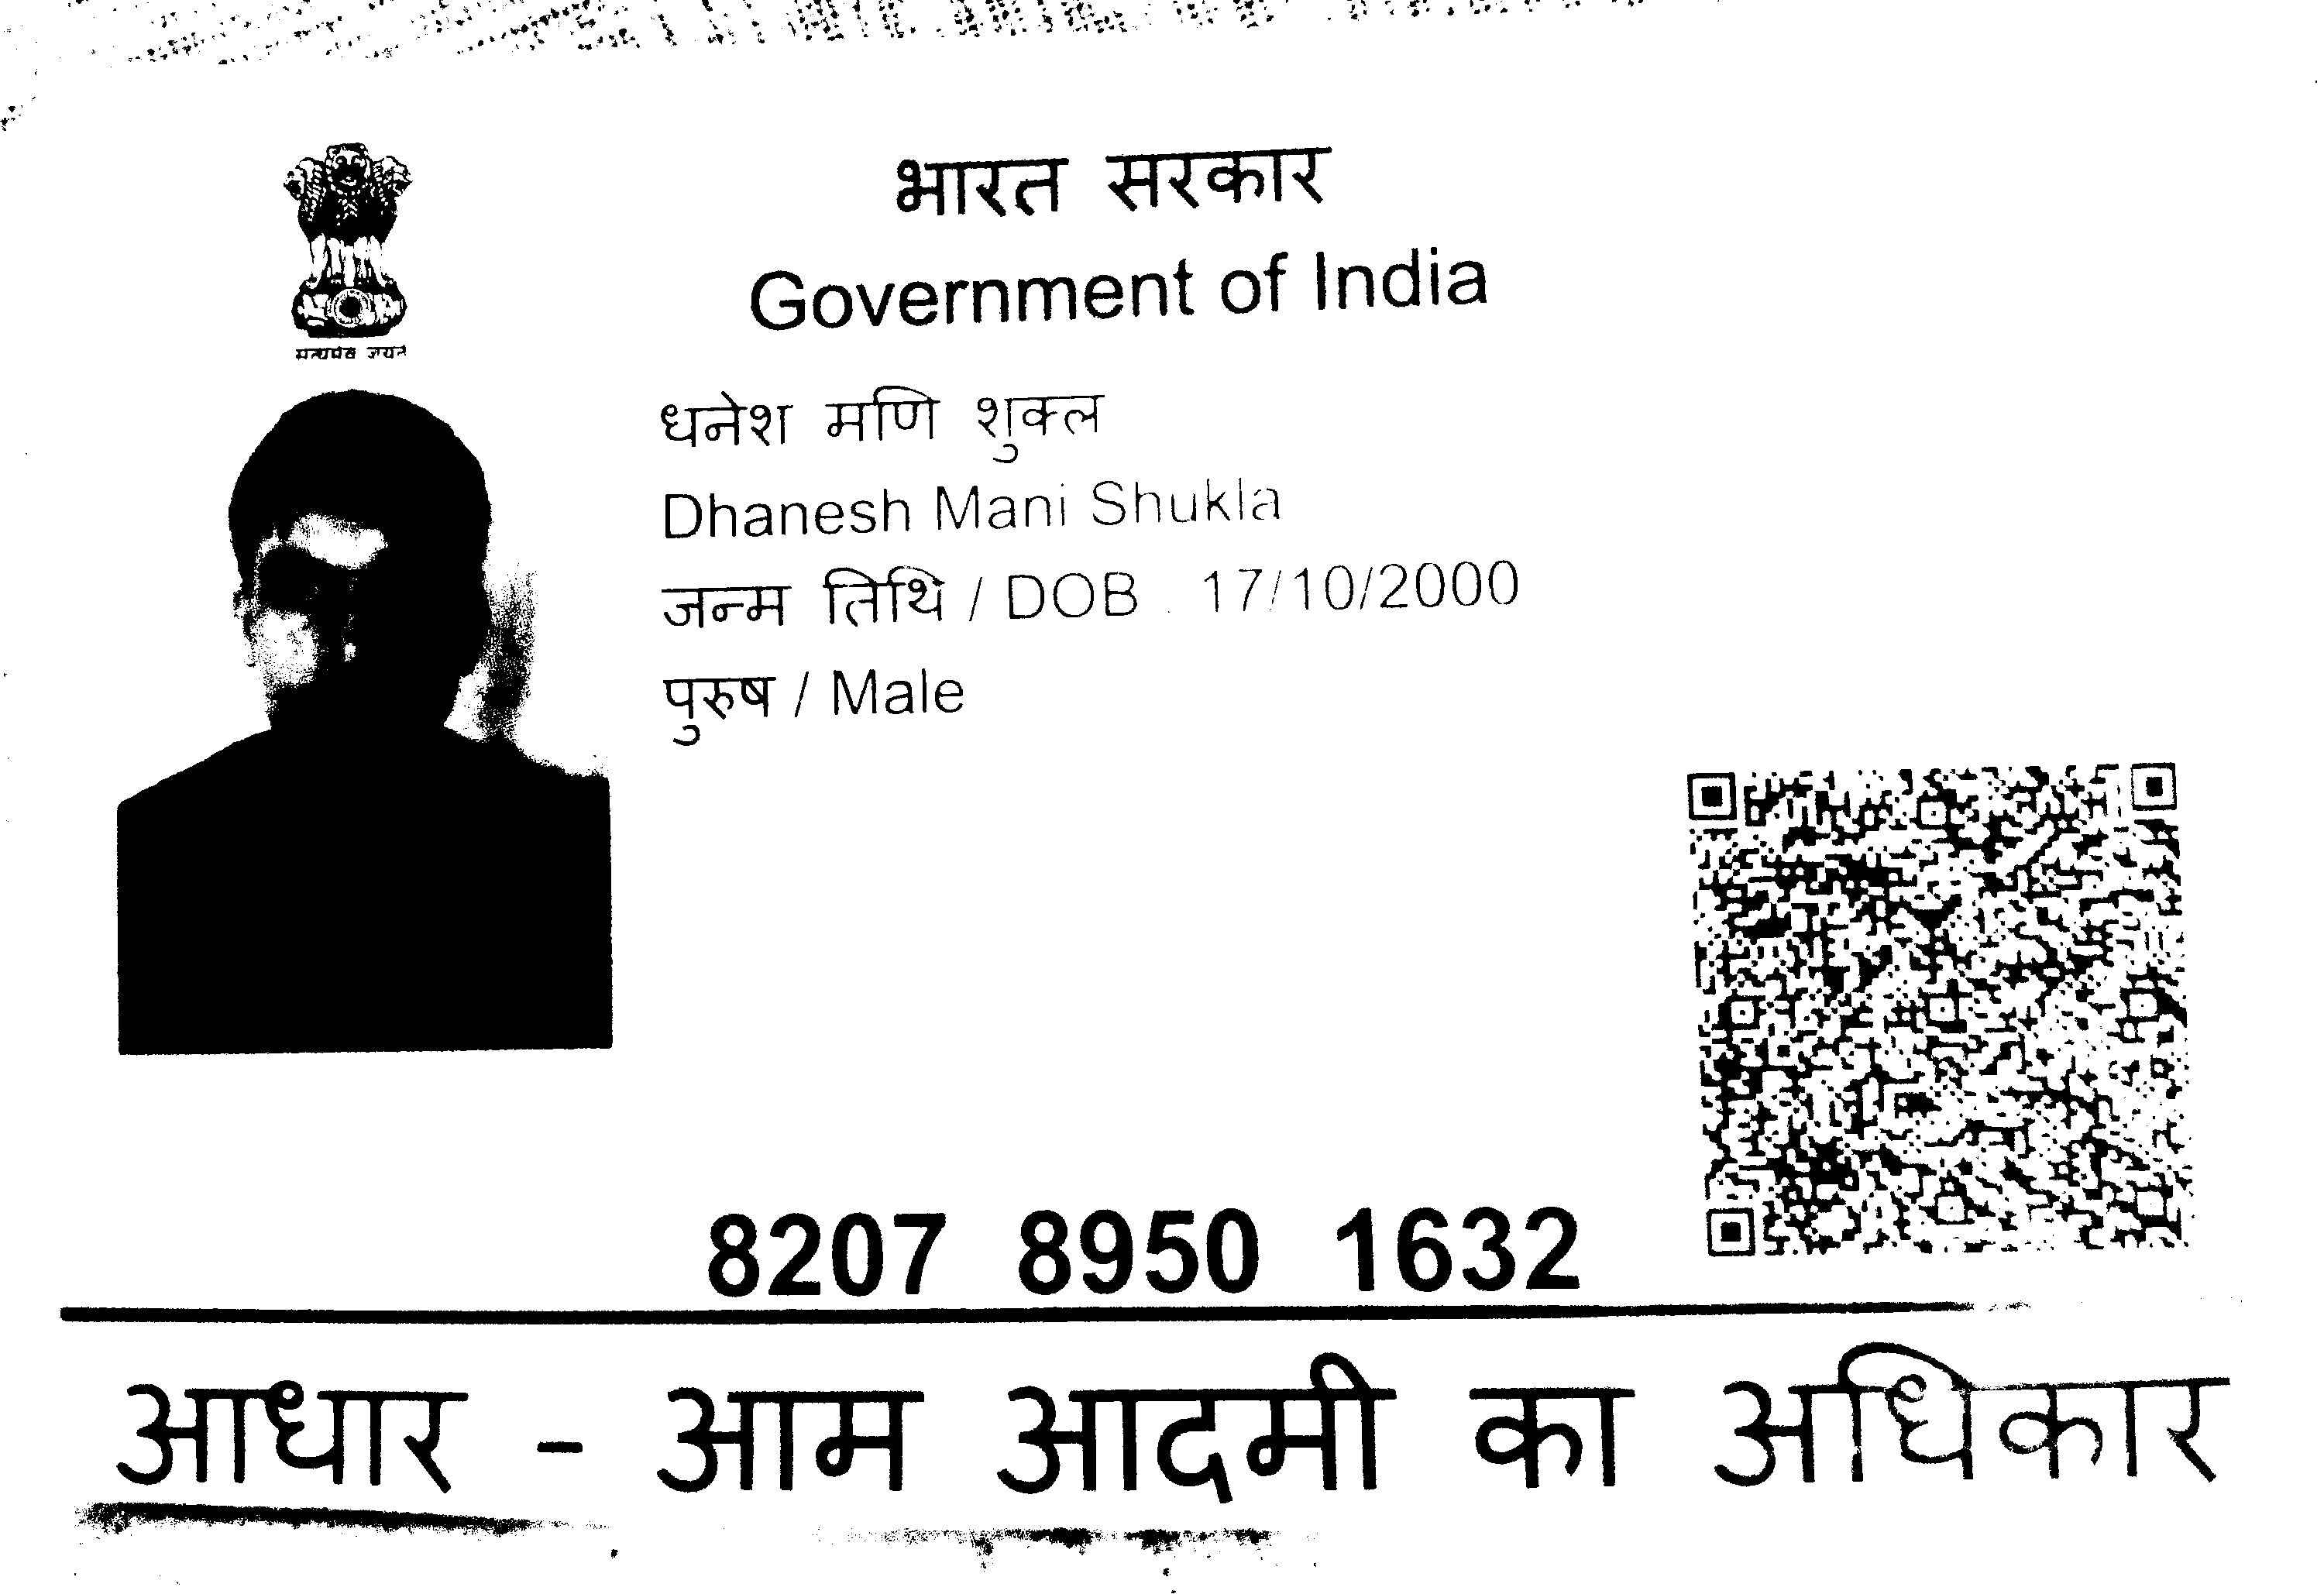 भारत सरकार
Government of India
सत्यमेव जयते
धनेश मणि शुक्ल
Dhanesh Mani Shukla
जन्म तिथि / DOB : 17/10/2000
पुरुष / Male
8207 8950 1632
आधार - आम आदमी का अधिकार